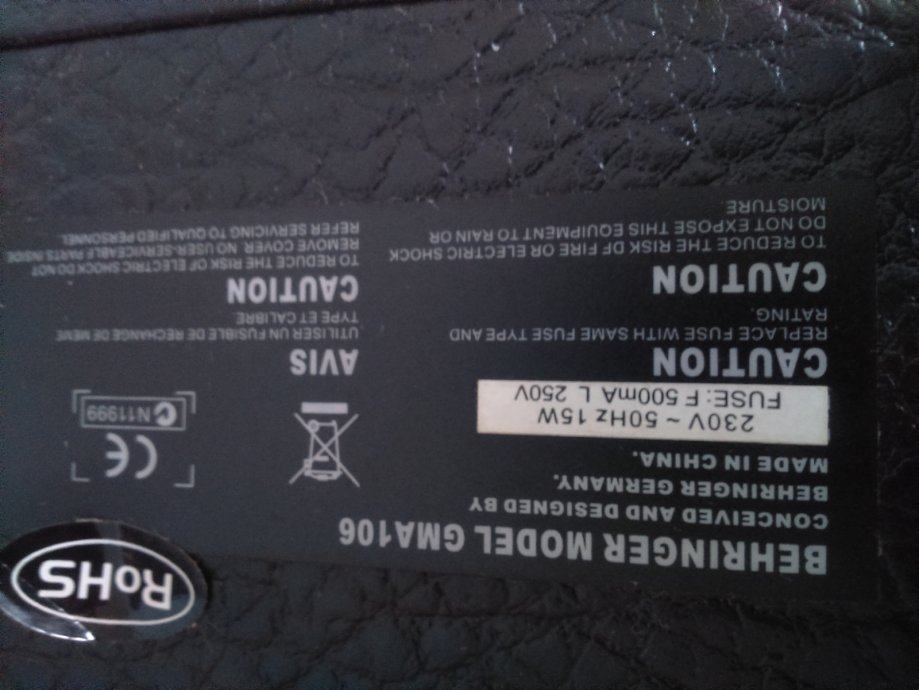 BEHRINGER MODEL GMA106
CONCEIVED AND DESIGNED BY
BEHRINGER GERMANY.
MADE IN CHINA.
230V ~ 50Hz 15W
FUSE: F 500mA L 250V
CAUTION
REPLACE FUSE WITH SAME FUSE TYPE AND
RATING.
CAUTION
TO REDUCE THE RISK OF FIRE OR ELECTRIC SHOCK
DO NOT EXPOSE THIS EQUIPMENT TO RAIN OR
MOISTURE.
RoHS
CE
N11999
AVIS
UTILISER UN FUSIBLE DE RECHANGE DE MEME
TYPE ET CALIBRE.
CAUTION
TO REDUCE THE RISK OF ELECTRIC SHOCK DO NOT
REMOVE COVER. NO USER-SERVICEABLE PARTS INSIDE
REFER SERVICING TO QUALIFIED PERSONNEL